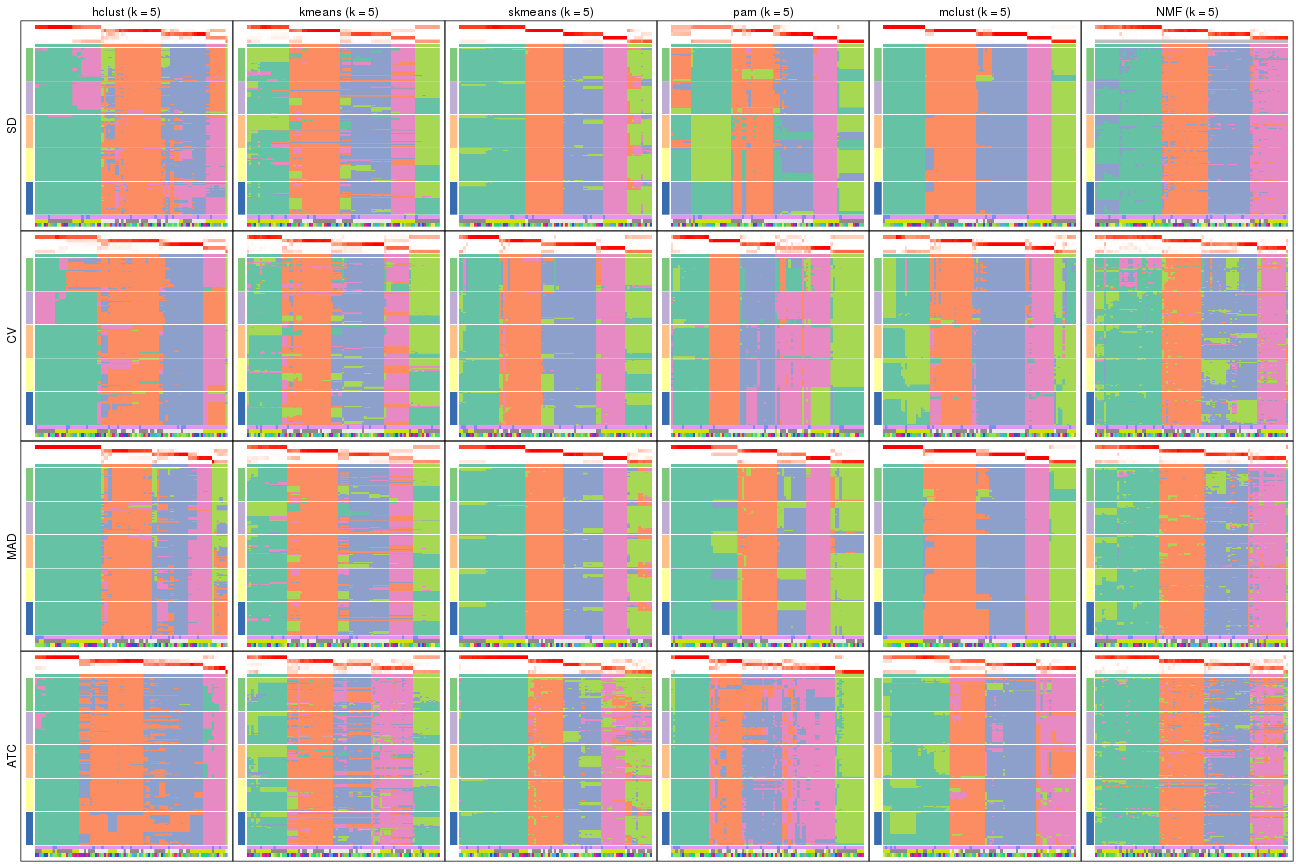 hclust (k = 5)
kmeans (k = 5)
skmeans (k = 5)
pam (k = 5)
mclust (k = 5)
NMF (k = 5)
SD
CV
MAD
ATC